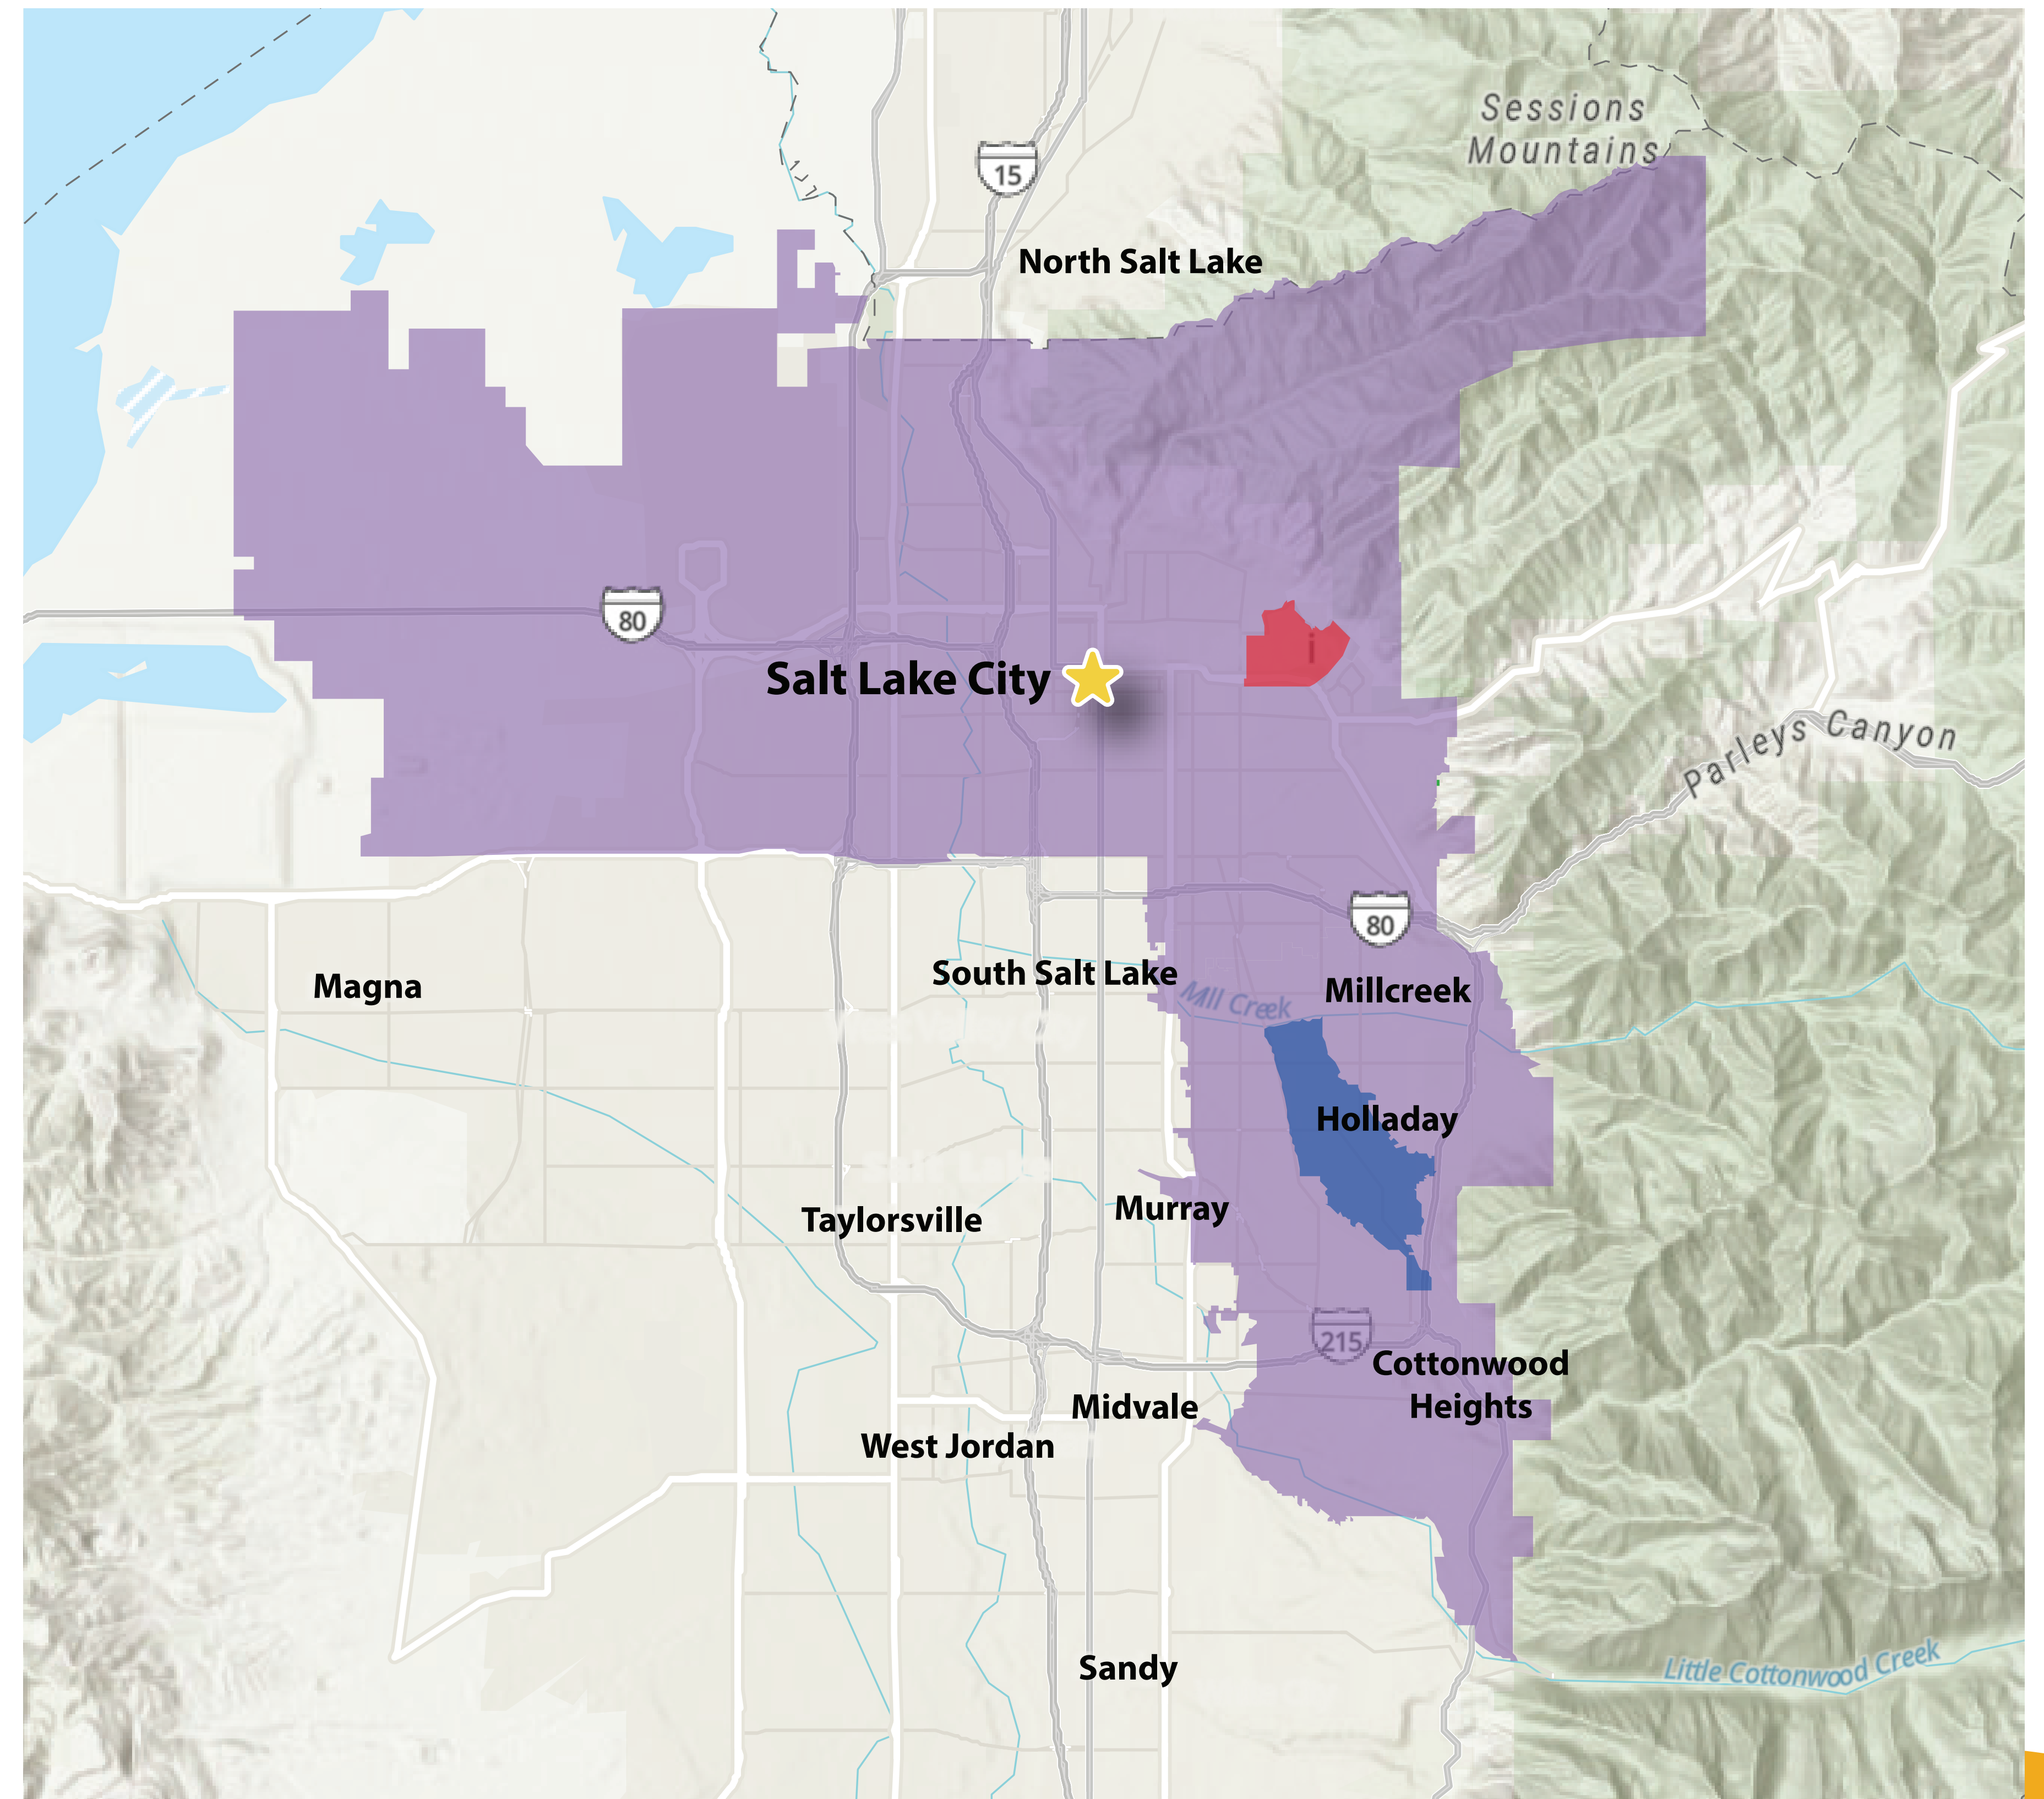 Sessions
Mountains
15
North Salt Lake
80
i
Salt Lake City
Parleys Canyon
80
South Salt Lake
Magna
Mill Creek
Millcreek
Holladay
Murray
Taylorsville
215
Cottonwood
Heights
Midvale
West Jordan
Sandy
Little Cottonwood Creek